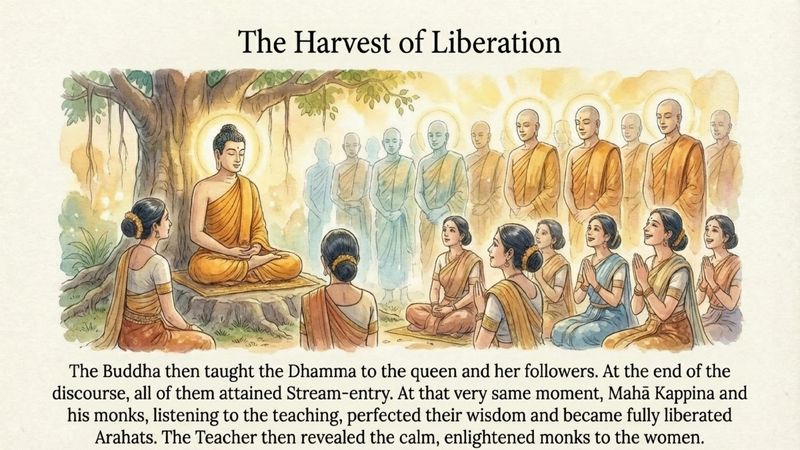 The Harvest of Liberation
The Buddha then taught the Dhamma to the queen and her followers. At the end of the
discourse, all of them attained Stream-entry. At that very same moment, Mahā Kappina and
his monks, listening to the teaching, perfected their wisdom and became fully liberated
Arahats. The Teacher then revealed the calm, enlightened monks to the women.